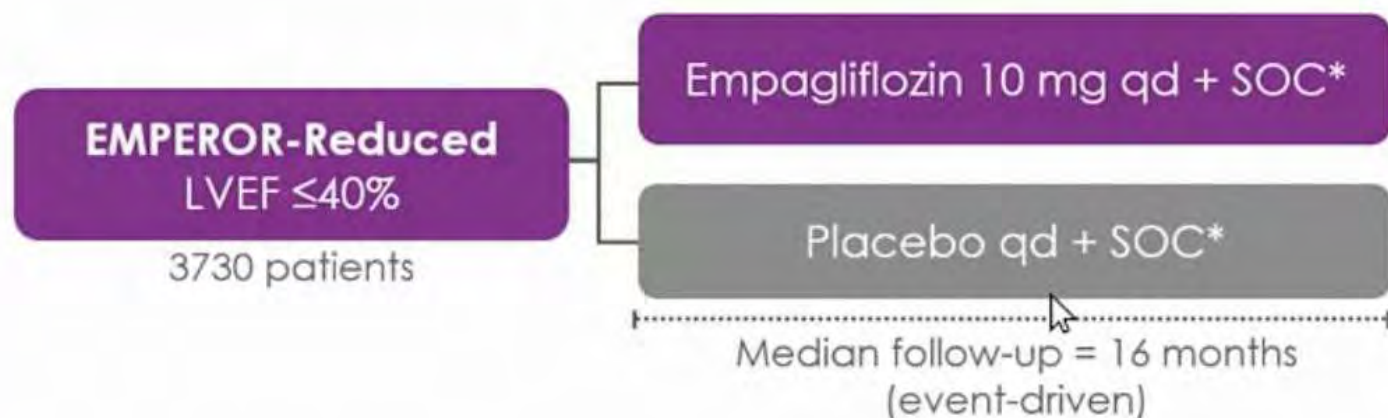 EMPEROR-Reduced
LVEF ≤40%
3730 patients
Empagliflozin 10 mg qd + SOC*
Placebo qd + SOC*
Median follow-up = 16 months
(event-driven)